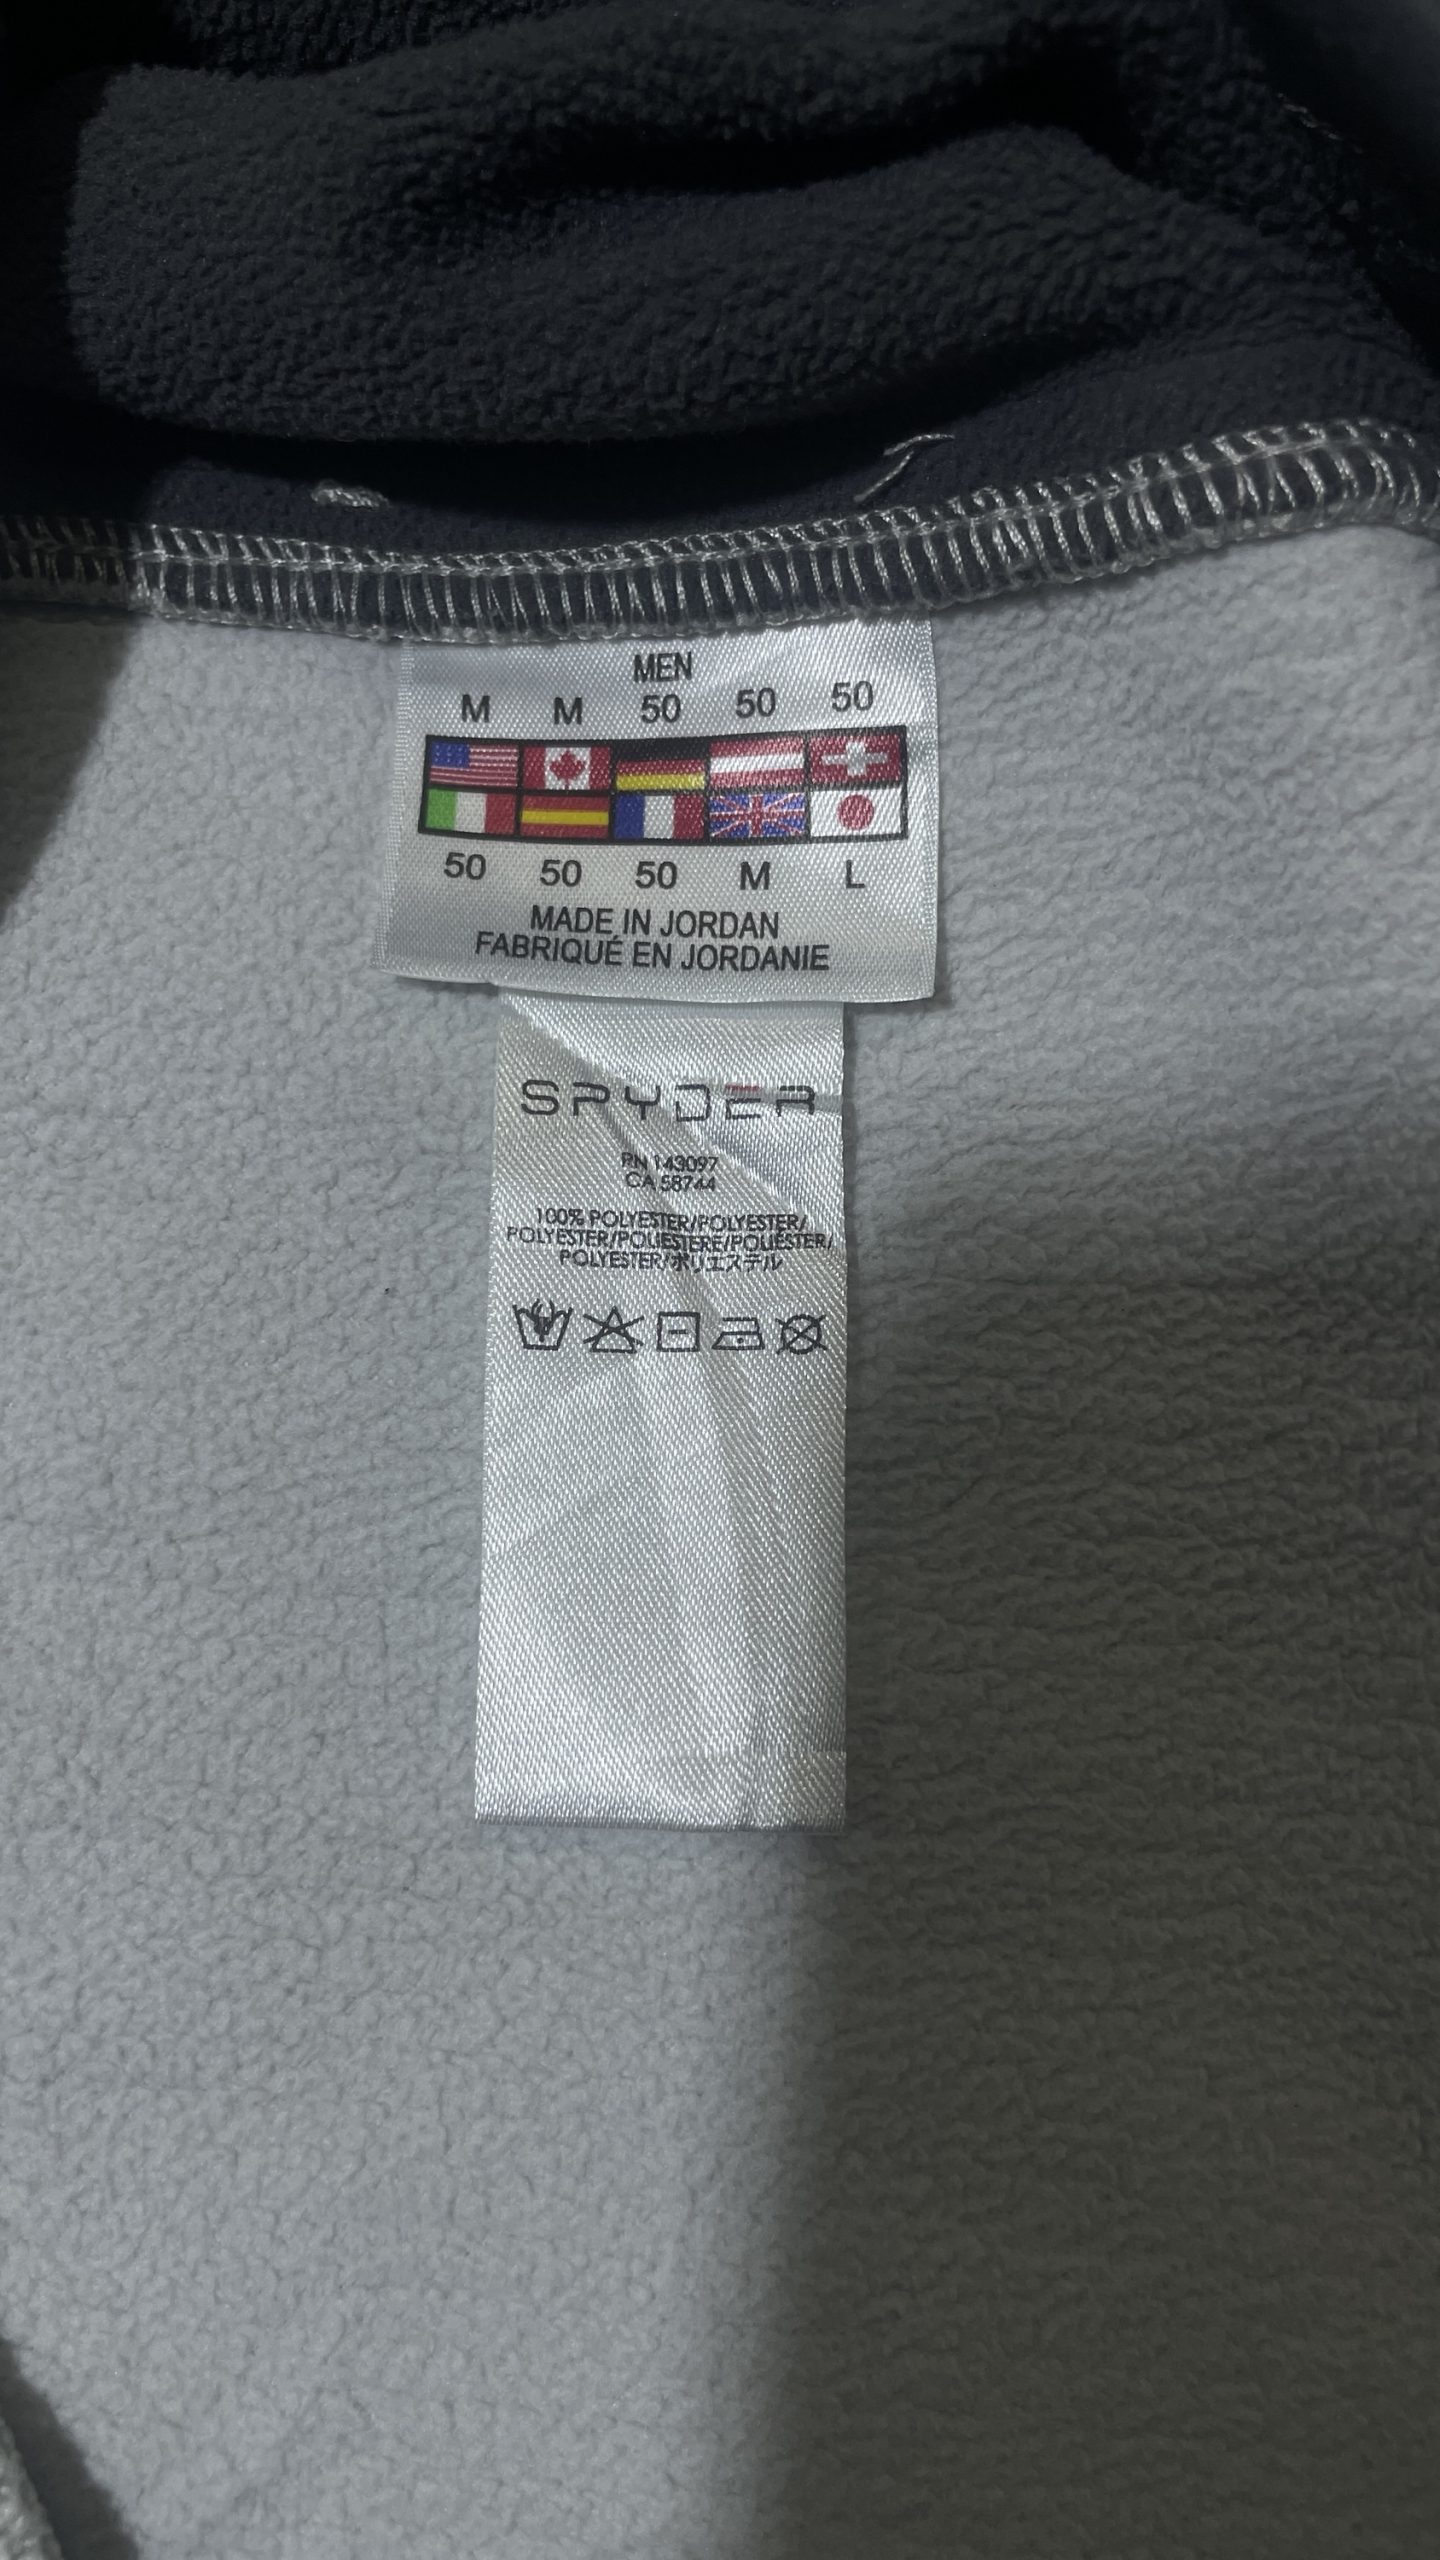 MEN
M M 50 50 50
50 50 50 M L
MADE IN JORDAN
FABRIQUÉ EN JORDANIE
SPYDER
RN 143097
CA 58744
100% POLYESTER/POLYESTER/
POLYESTER/POLIESTERE/POLIÉSTER/
POLYESTER/ポリエステル